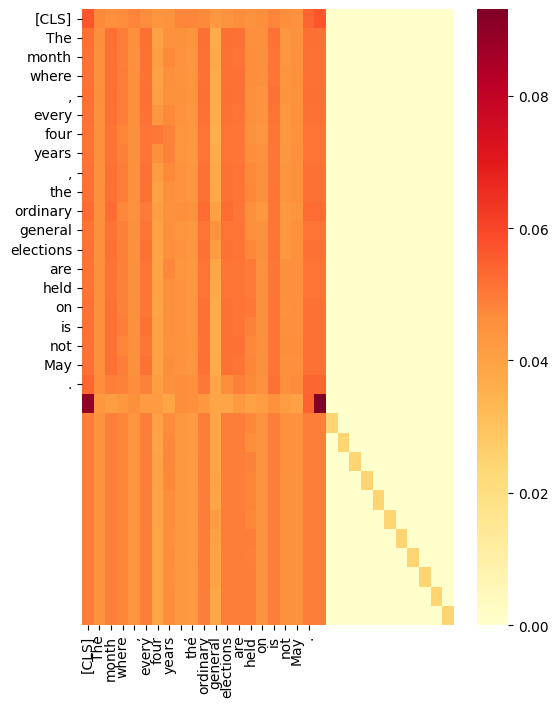 [CLS]
The
month
where
,
every
four
years
,
the
ordinary
general
elections
are
held
on
is
not
May
.
0.08
0.06
0.04
0.02
0.00
[CLS]
The
month
where
,
every
four
years
,
the
ordinary
general
elections
are
held
on
is
not
May
.